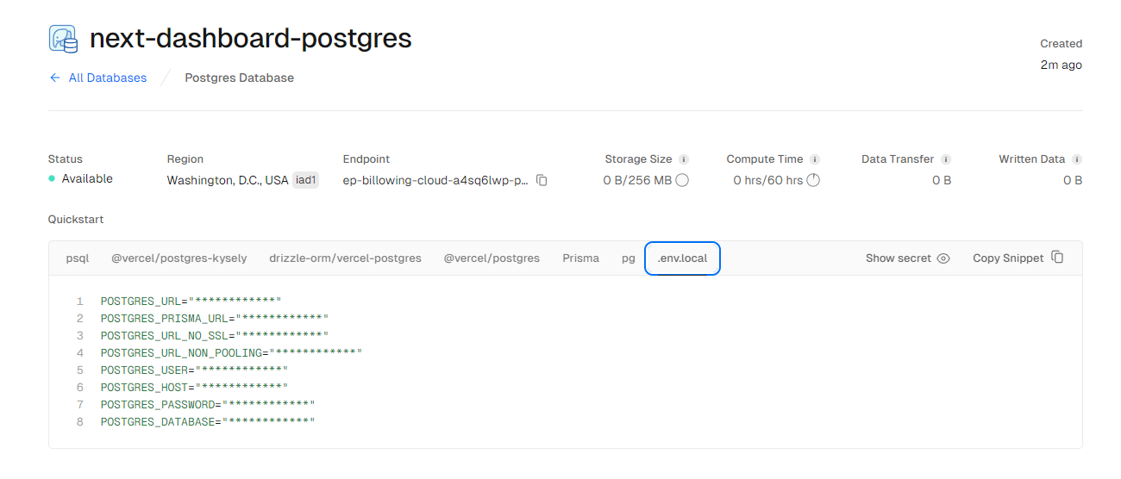 next-dashboard-postgres
Created
← All Databases / Postgres Database
2m ago
Status Region Endpoint Storage Size Compute Time Data Transfer Written Data
Available Washington, D.C., USA iad1 ep-billowing-cloud-a4sq6lwp-p... 0 B/256 MB 0 hrs/60 hrs 0 B 0 B
Quickstart
psql @vercel/postgres-kysely drizzle-orm/vercel-postgres @vercel/postgres Prisma pg .env.local Show secret Copy Snippet
1 POSTGRES_URL="************"
2 POSTGRES_PRISMA_URL="************"
3 POSTGRES_URL_NO_SSL="************"
4 POSTGRES_URL_NON_POOLING="************"
5 POSTGRES_USER="************"
6 POSTGRES_HOST="************"
7 POSTGRES_PASSWORD="************"
8 POSTGRES_DATABASE="************"